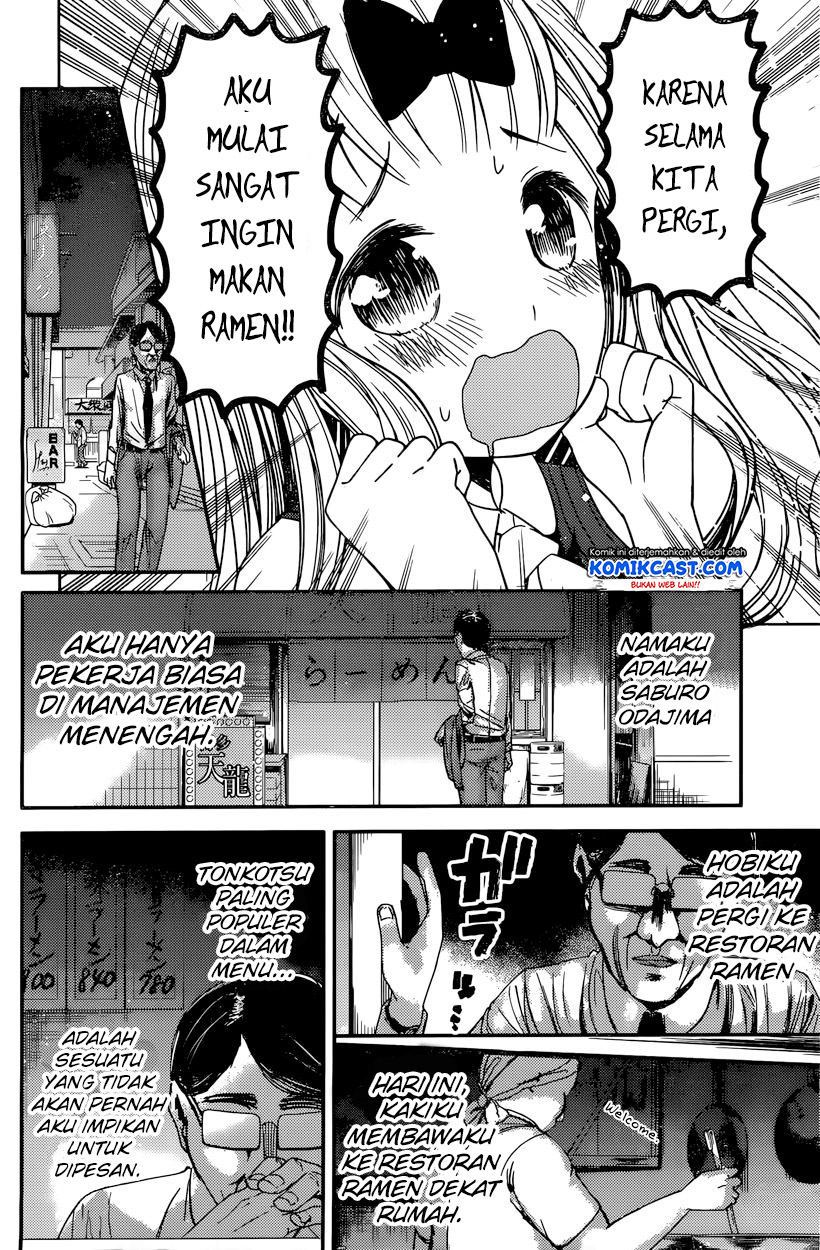 KARENA
SELAMA
KITA
PERGI,
AKU
MULAI
SANGAT
INGIN
MAKAN
RAMEN!!
大衆
BAR
Komik ini diterjemahkan & diedit oleh
KOMIKCAST.COM
BUKAN WEB LAIN!!
NAMAKU
ADALAH
SABURO
ODAJIMA
らーめん
AKU HANYA
PEKERJA BIASA
DI MANAJEMEN
MENENGAH.
天龍
HOBIKU
ADALAH
PERGI KE
RESTORAN
RAMEN
ガラ
HARI INI,
KAKIKU
MEMBAWAKU
KE RESTORAN
RAMEN DEKAT
RUMAH.
Welcome.
TONKOTSU
PALING
POPULER
DALAM
MENU...
840
780
ADALAH
SESUATU
YANG TIDAK
AKAN PERNAH
AKU IMPIKAN
UNTUK
DIPESAN.